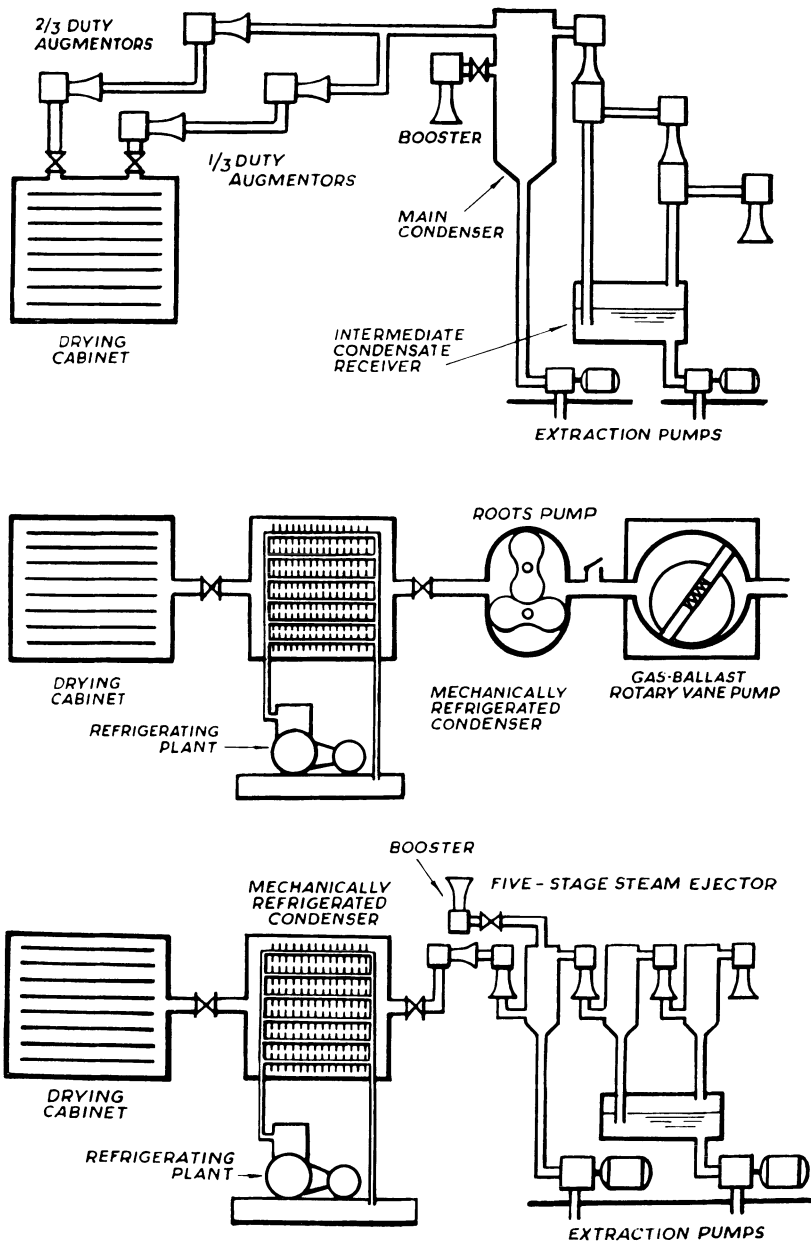 2/3 DUTY
AUGMENTORS
BOOSTER
1/3 DUTY
AUGMENTORS
MAIN
CONDENSER
DRYING
CABINET
INTERMEDIATE
CONDENSATE
RECEIVER
EXTRACTION PUMPS
ROOTS PUMP
DRYING
CABINET
MECHANICALLY
REFRIGERATED
CONDENSER
GAS-BALLAST
ROTARY VANE PUMP
REFRIGERATING
PLANT
BOOSTER
FIVE-STAGE STEAM EJECTOR
MECHANICALLY
REFRIGERATED
CONDENSER
DRYING
CABINET
REFRIGERATING
PLANT
EXTRACTION PUMPS